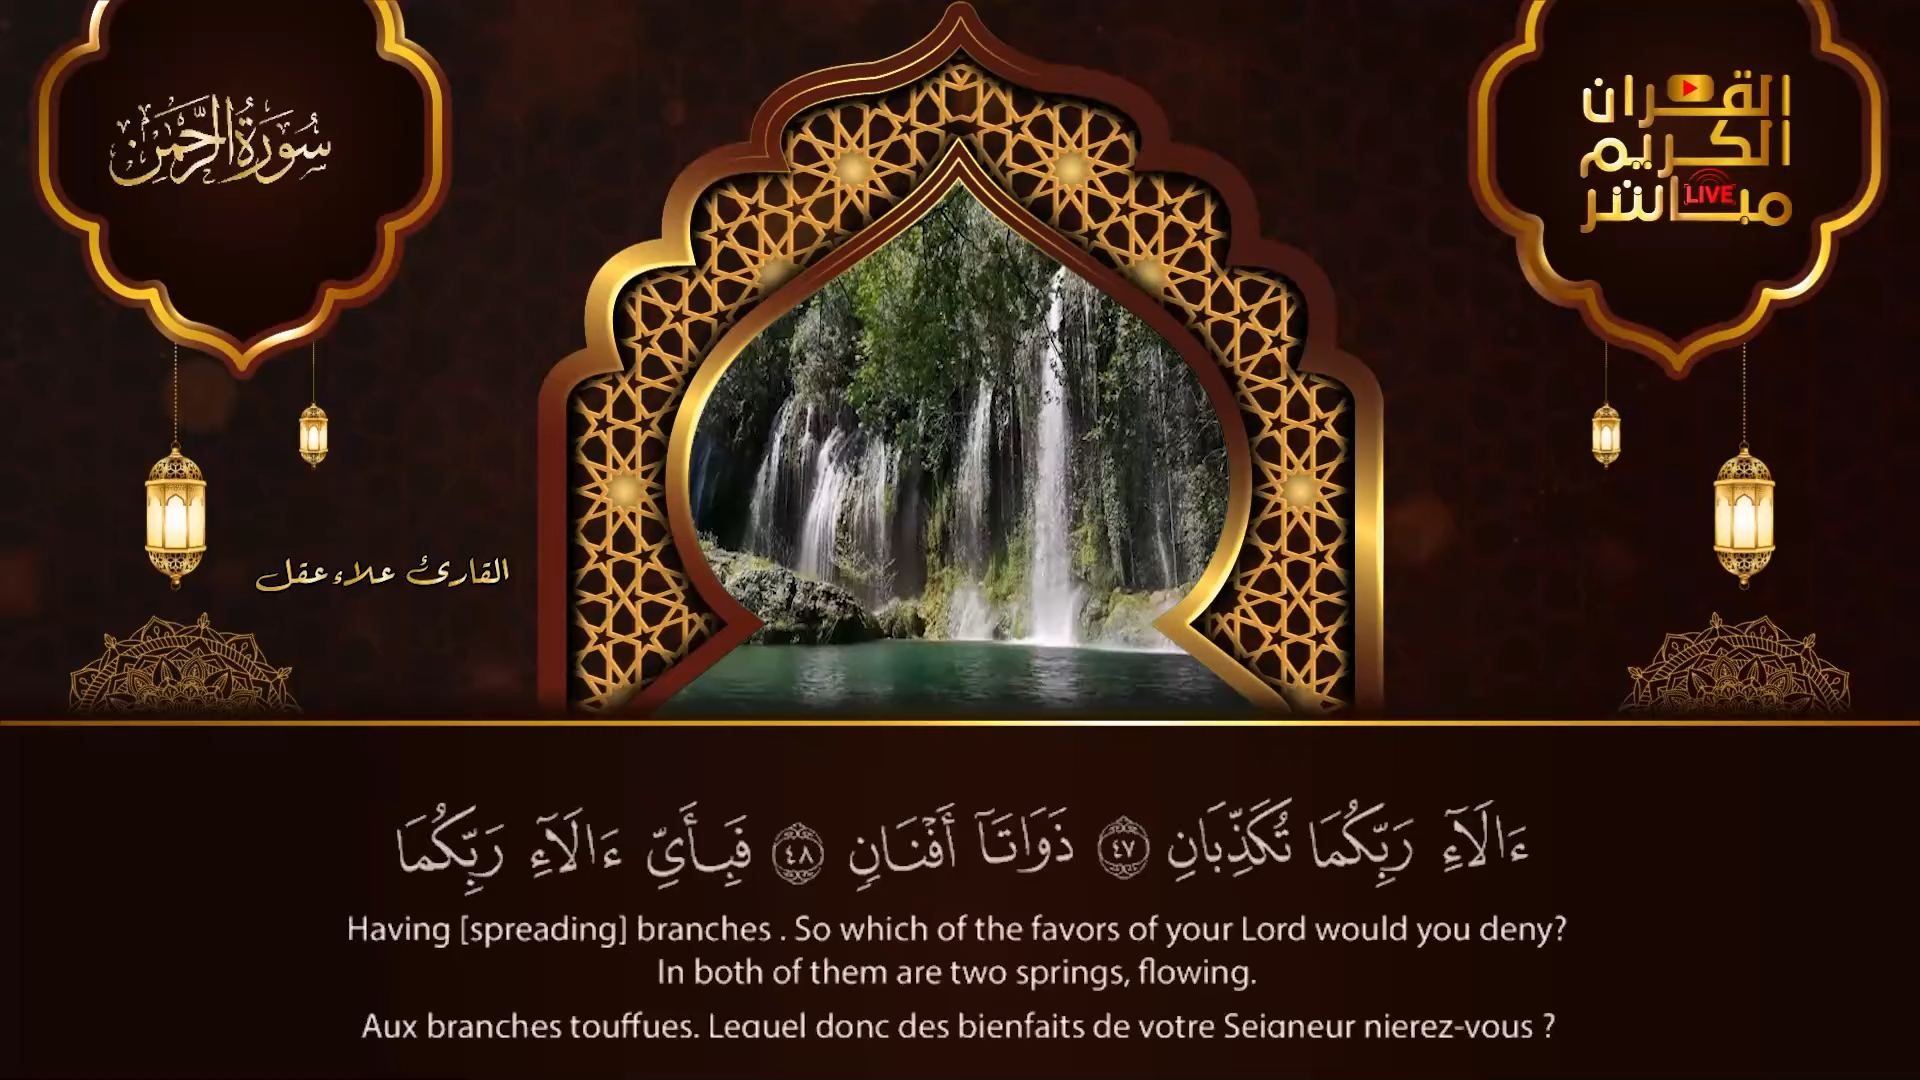 سُورَةُ الرَّحْمَٰن
القران
الكريم
مباشر
LIVE
القارئ علاء عقل
ءَالَآءِ رَبِّكُمَا تُكَذِّبَانِ ٤٧ ذَوَاتَآ أَفْنَانٍ ٤٨ فَبِأَيِّ ءَالَآءِ رَبِّكُمَا
Having [spreading] branches . So which of the favors of your Lord would you deny?
In both of them are two springs, flowing.
Aux branches touffues. Lequel donc des bienfaits de votre Seigneur nierez-vous ?